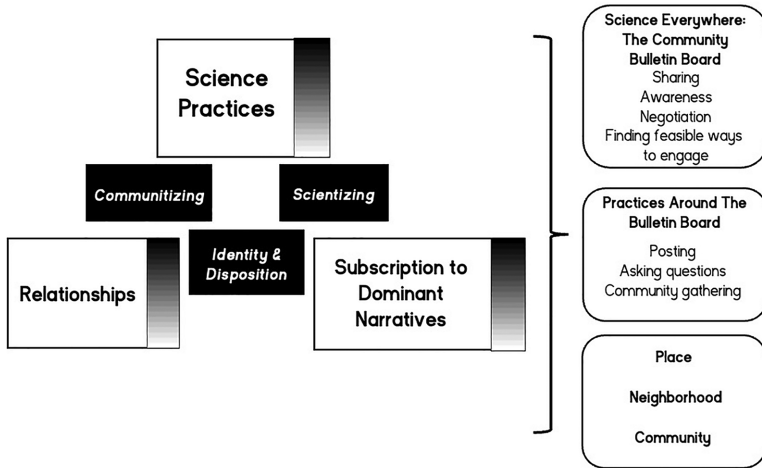 Science
Practices
Communitizing
Scientizing
Identity &
Disposition
Relationships
Subscription to
Dominant
Narratives
Science Everywhere:
The Community
Bulletin Board
Sharing
Awareness
Negotiation
Finding feasible ways
to engage
Practices Around The
Bulletin Board
Posting
Asking questions
Community gathering
Place
Neighborhood
Community